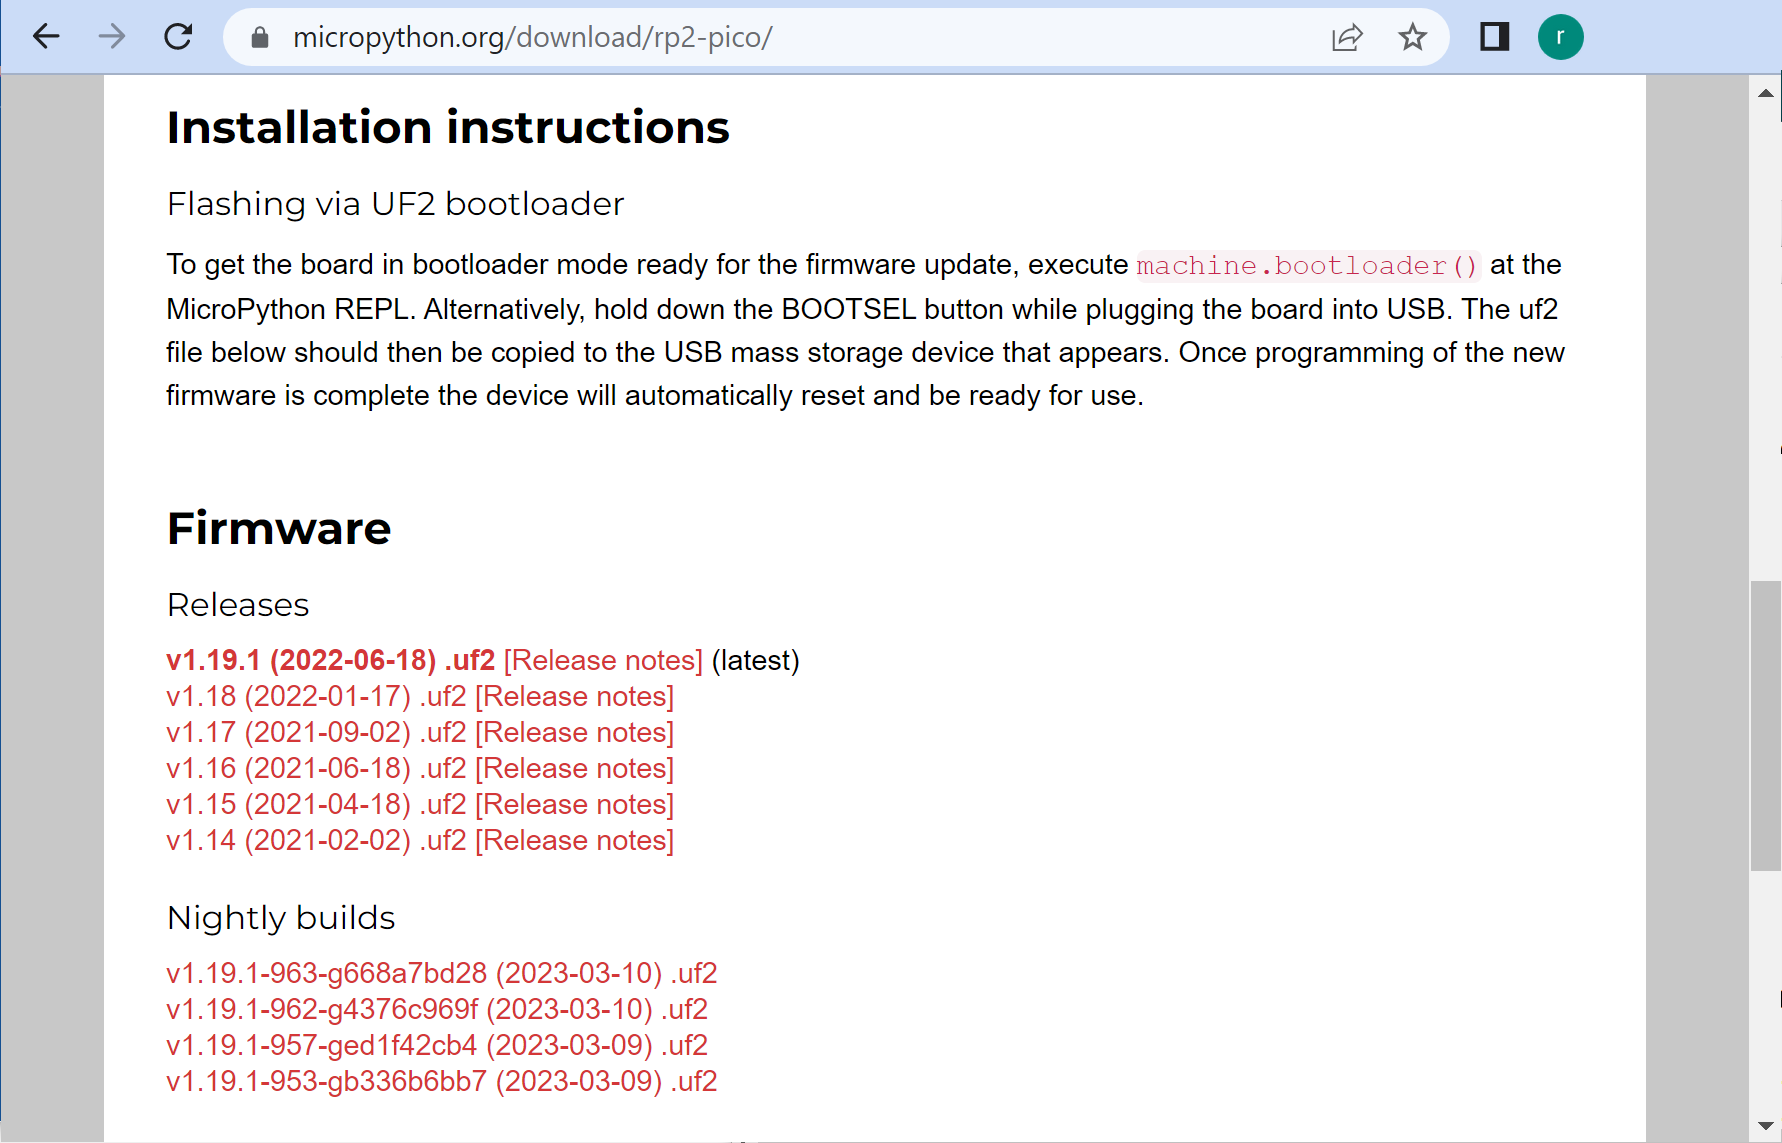 micropython.org/download/rp2-pico/
r
Installation instructions
Flashing via UF2 bootloader
To get the board in bootloader mode ready for the firmware update, execute machine.bootloader() at the
MicroPython REPL. Alternatively, hold down the BOOTSEL button while plugging the board into USB. The uf2
file below should then be copied to the USB mass storage device that appears. Once programming of the new
firmware is complete the device will automatically reset and be ready for use.
Firmware
Releases
v1.19.1 (2022-06-18) .uf2 [Release notes] (latest)
v1.18 (2022-01-17) .uf2 [Release notes]
v1.17 (2021-09-02) .uf2 [Release notes]
v1.16 (2021-06-18) .uf2 [Release notes]
v1.15 (2021-04-18) .uf2 [Release notes]
v1.14 (2021-02-02) .uf2 [Release notes]
Nightly builds
v1.19.1-963-g668a7bd28 (2023-03-10) .uf2
v1.19.1-962-g4376c969f (2023-03-10) .uf2
v1.19.1-957-ged1f42cb4 (2023-03-09) .uf2
v1.19.1-953-gb336b6bb7 (2023-03-09) .uf2